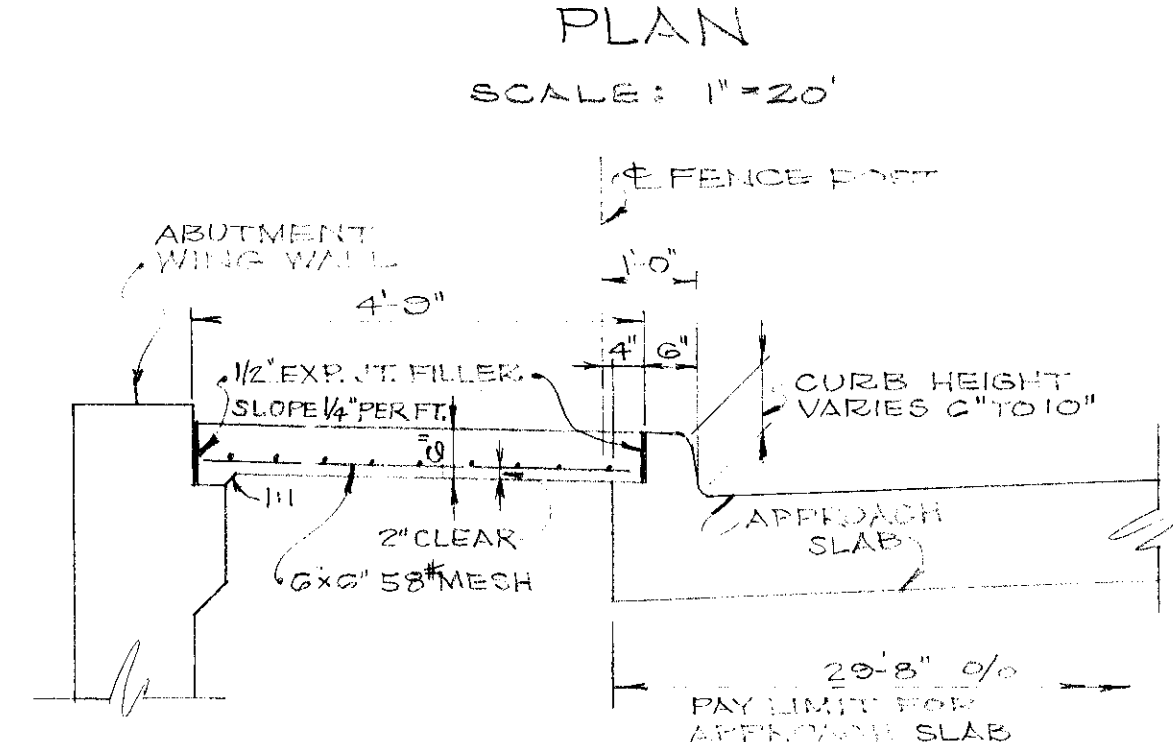 PLAN
SCALE: 1"=20'
℄ FENCE POST
ABUTMENT
WING WALL
1'-0"
4'-9"
4" 6"
1/2" EXP. JT. FILLER
SLOPE 1/4" PER FT.
CURB HEIGHT
VARIES 6" TO 10"
1:1
2" CLEAR
6x6" 58# MESH
APPROACH
SLAB
29'-8" o/o
PAY LIMIT FOR
APPROACH SLAB